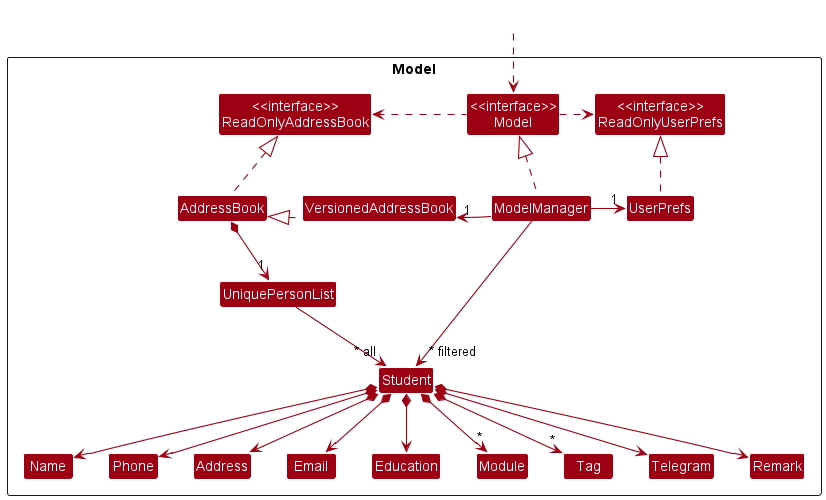 Model
<<interface>>
ReadOnlyAddressBook
<<interface>>
Model
<<interface>>
ReadOnlyUserPrefs
AddressBook
VersionedAddressBook
1
ModelManager
1
UserPrefs
1
UniquePersonList
* all
* filtered
Student
*
*
Name
Phone
Address
Email
Education
Module
Tag
Telegram
Remark